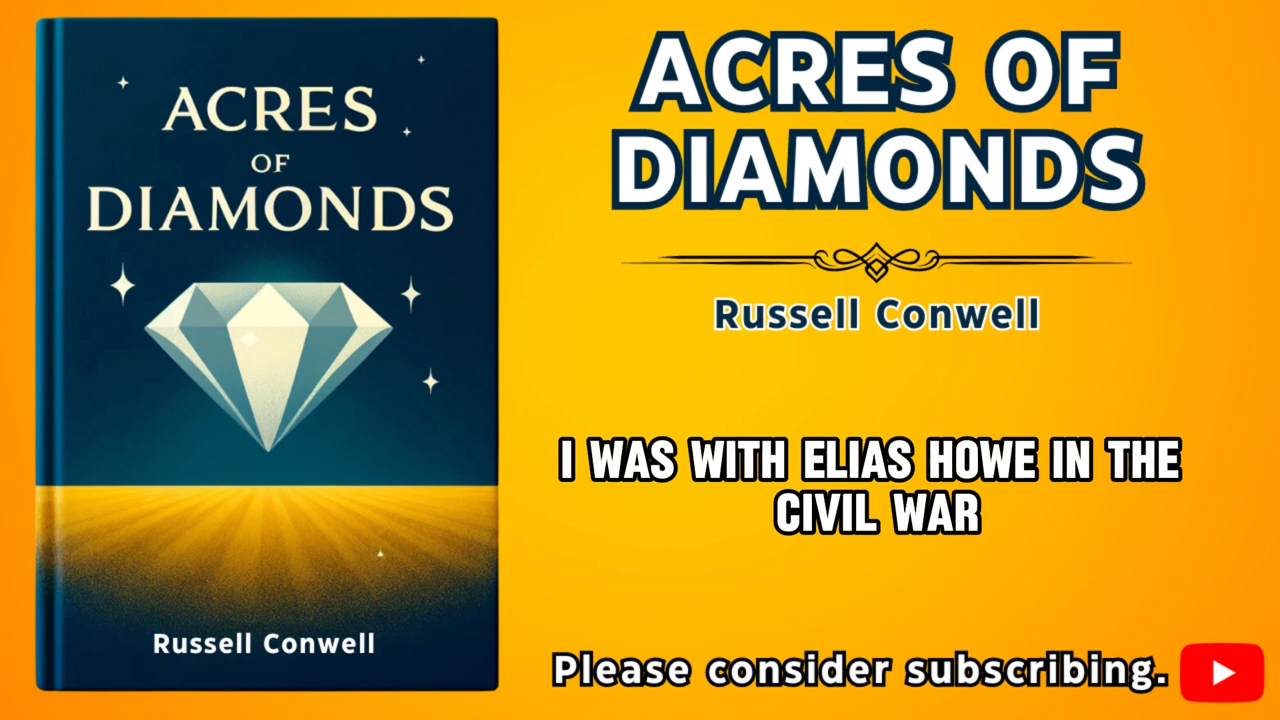 ACRES
OF
DIAMONDS
Russell Conwell
ACRES OF
DIAMONDS
Russell Conwell
I WAS WITH ELIAS HOWE IN THE
CIVIL WAR
Please consider subscribing.